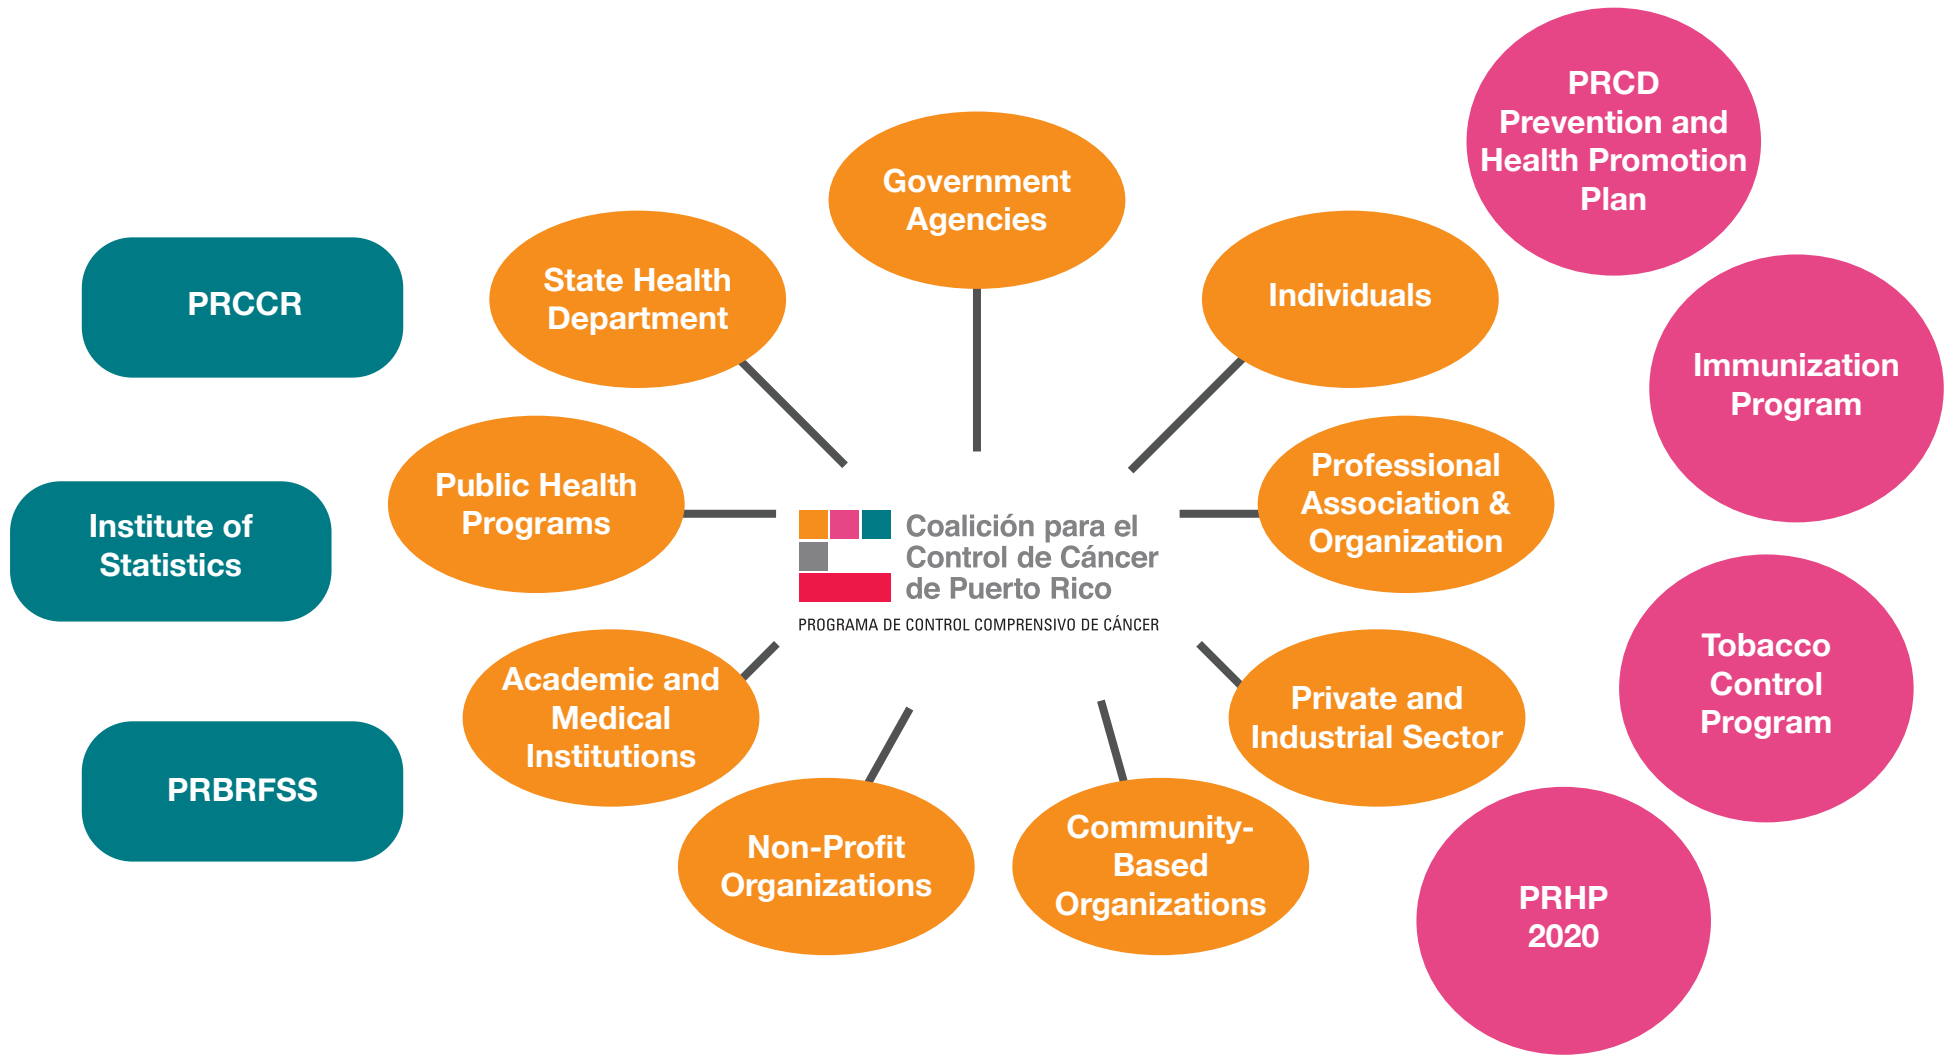 PRCD
Prevention and
Health Promotion
Plan
Government
Agencies
State Health
Department
Individuals
PRCCR
Immunization
Program
Public Health
Programs
Professional
Association &
Organization
Institute of
Statistics
Coalición para el
Control de Cáncer
de Puerto Rico
PROGRAMA DE CONTROL COMPRENSIVO DE CÁNCER
Academic and
Medical
Institutions
Private and
Industrial Sector
Tobacco
Control
Program
PRBRFSS
Non-Profit
Organizations
Community-
Based
Organizations
PRHP
2020